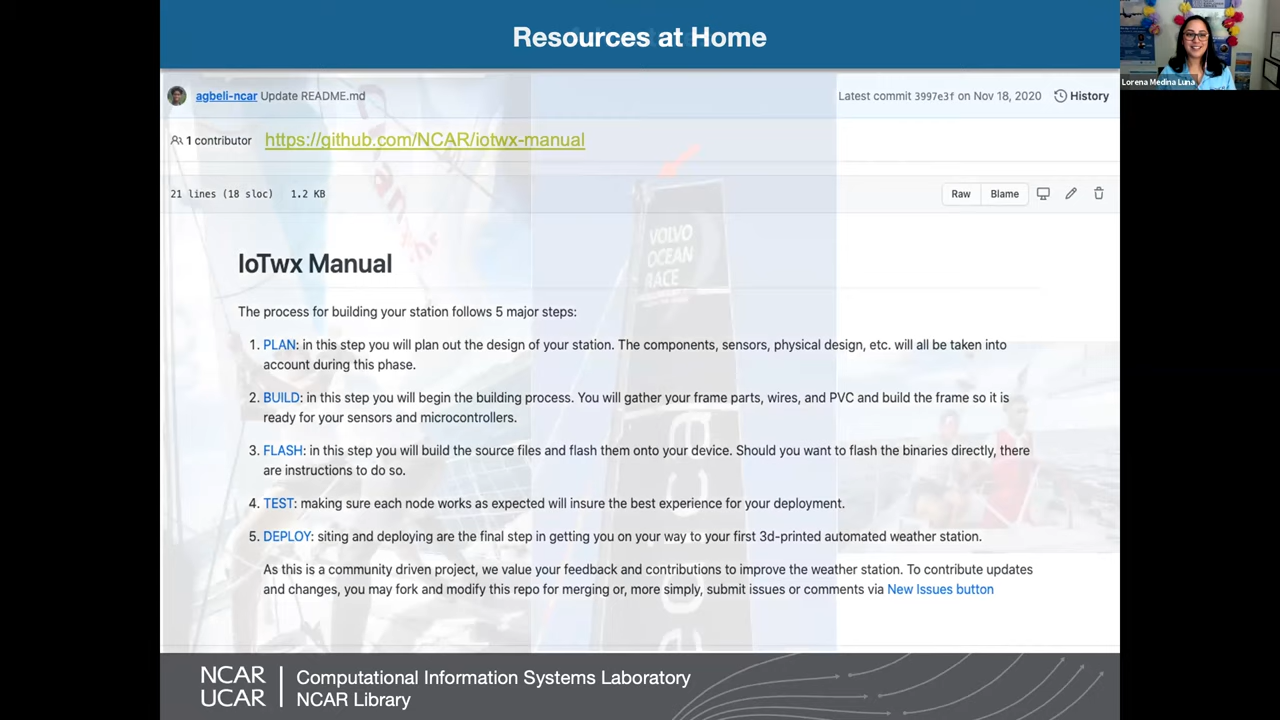 Resources at Home
Lorena Medina Luna
agbeli-ncar Update README.md
Latest commit 3997e3f on Nov 18, 2020 History
1 contributor
https://github.com/NCAR/iotwx-manual
21 lines (18 sloc) 1.2 KB
Raw Blame
VOLVO
OCEAN
RACE
IoTwx Manual
The process for building your station follows 5 major steps:
1. PLAN: in this step you will plan out the design of your station. The components, sensors, physical design, etc. will all be taken into
account during this phase.
2. BUILD: in this step you will begin the building process. You will gather your frame parts, wires, and PVC and build the frame so it is
ready for your sensors and microcontrollers.
3. FLASH: in this step you will build the source files and flash them onto your device. Should you want to flash the binaries directly, there
are instructions to do so.
4. TEST: making sure each node works as expected will insure the best experience for your deployment.
5. DEPLOY: siting and deploying are the final step in getting you on your way to your first 3d-printed automated weather station.
As this is a community driven project, we value your feedback and contributions to improve the weather station. To contribute updates
and changes, you may fork and modify this repo for merging or, more simply, submit issues or comments via New Issues button
NCAR
UCAR
Computational Information Systems Laboratory
NCAR Library